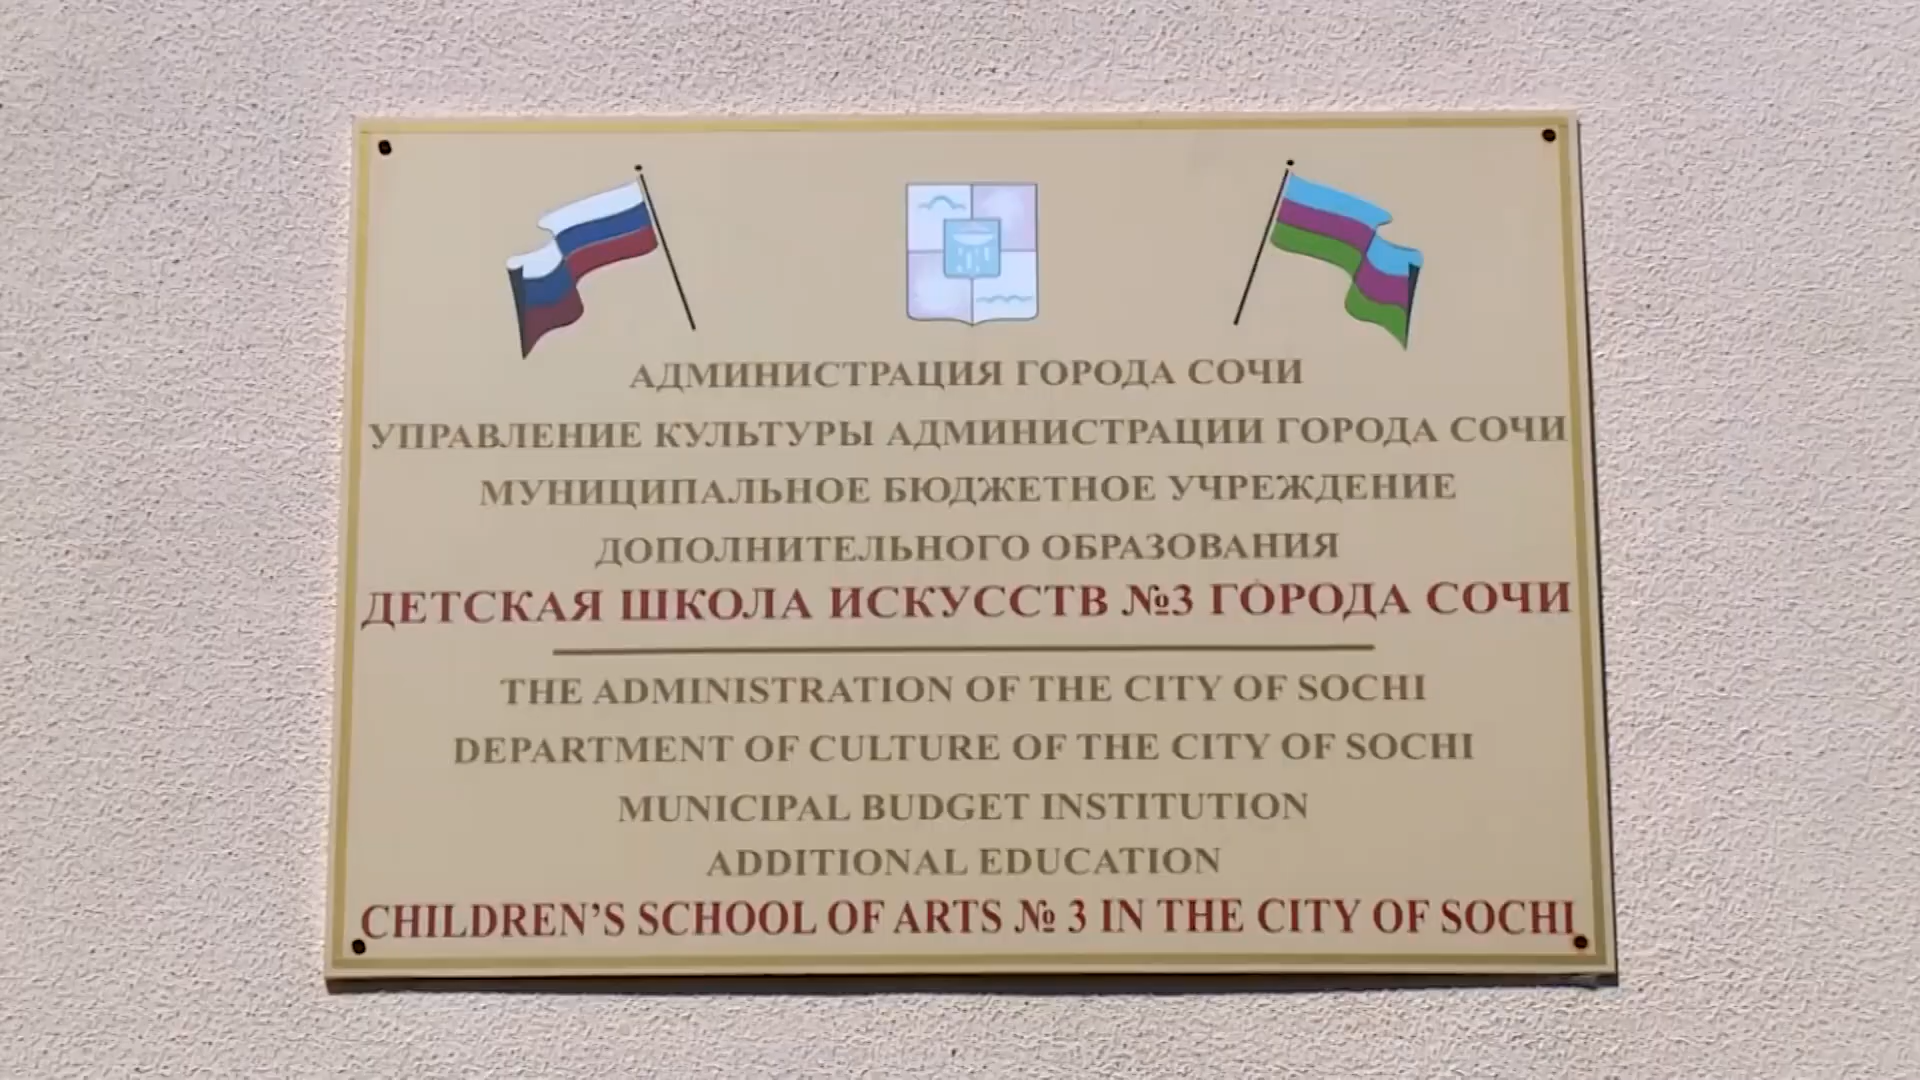 АДМИНИСТРАЦИЯ ГОРОДА СОЧИ
УПРАВЛЕНИЕ КУЛЬТУРЫ АДМИНИСТРАЦИИ ГОРОДА СОЧИ
МУНИЦИПАЛЬНОЕ БЮДЖЕТНОЕ УЧРЕЖДЕНИЕ
ДОПОЛНИТЕЛЬНОГО ОБРАЗОВАНИЯ
ДЕТСКАЯ ШКОЛА ИСКУССТВ №3 ГОРОДА СОЧИ
THE ADMINISTRATION OF THE CITY OF SOCHI
DEPARTMENT OF CULTURE OF THE CITY OF SOCHI
MUNICIPAL BUDGET INSTITUTION
ADDITIONAL EDUCATION
CHILDREN’S SCHOOL OF ARTS № 3 IN THE CITY OF SOCHI